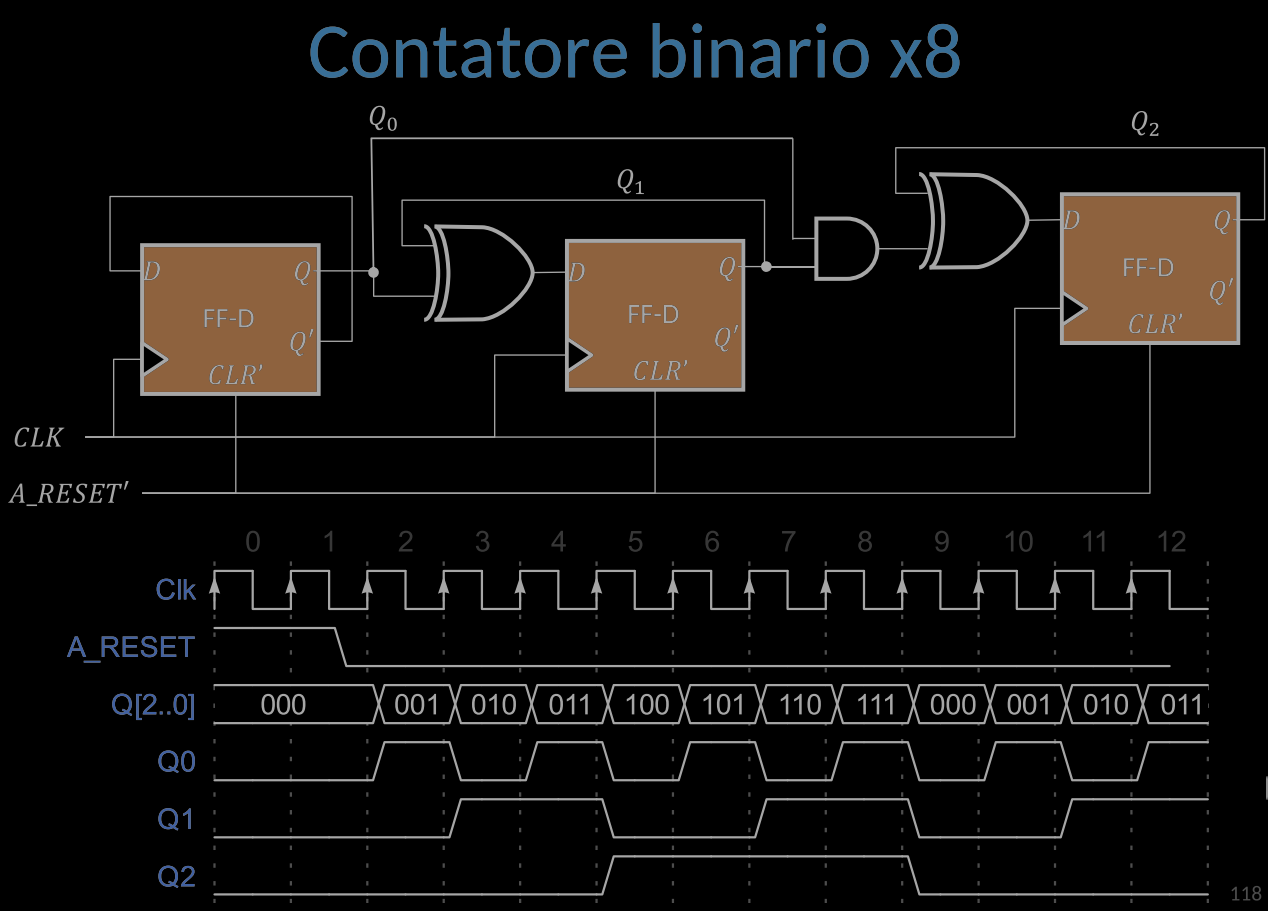 Contatore binario x8
Q₀
Q₂
Q₁
D Q
FF-D
Q'
CLR'
D Q
FF-D
Q'
CLR'
D Q
FF-D
Q'
CLR'
CLK
A_RESET'
0 1 2 3 4 5 6 7 8 9 10 11 12
Clk
A_RESET
Q[2..0] 000 001 010 011 100 101 110 111 000 001 010 011
Q0
Q1
Q2
118